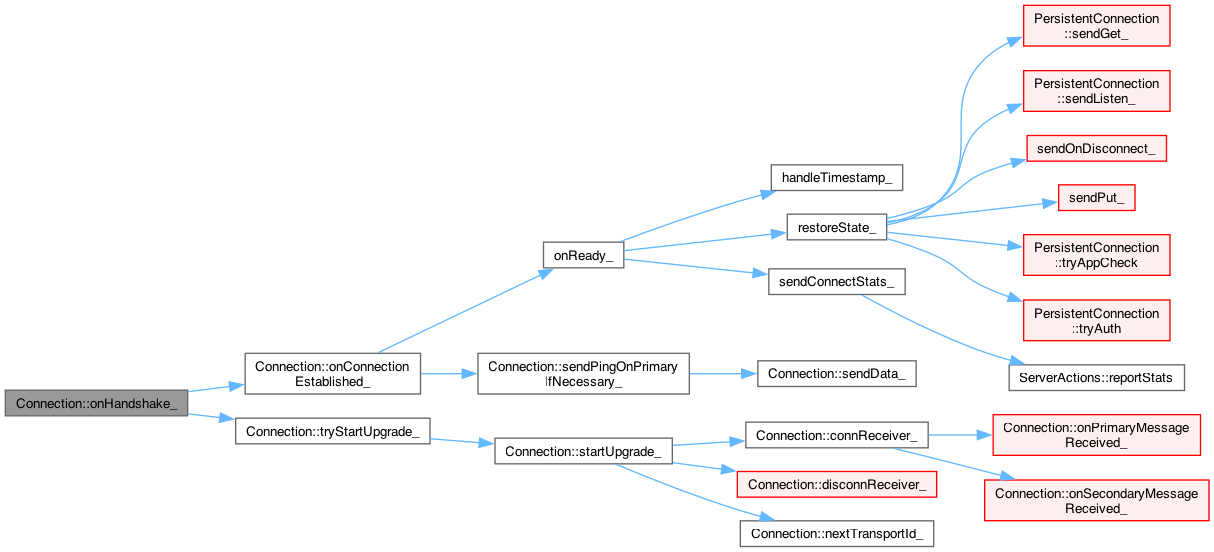 PersistentConnection
::sendGet_
PersistentConnection
::sendListen_
sendOnDisconnect_
handleTimestamp_
sendPut_
restoreState_
onReady_
PersistentConnection
::tryAppCheck
sendConnectStats_
PersistentConnection
::tryAuth
Connection::onConnection
Established_
Connection::sendPingOnPrimary
IfNecessary_
Connection::sendData_
ServerActions::reportStats
Connection::onHandshake_
Connection::tryStartUpgrade_
Connection::connReceiver_
Connection::onPrimaryMessage
Received_
Connection::startUpgrade_
Connection::disconnReceiver_
Connection::onSecondaryMessage
Received_
Connection::nextTransportId_